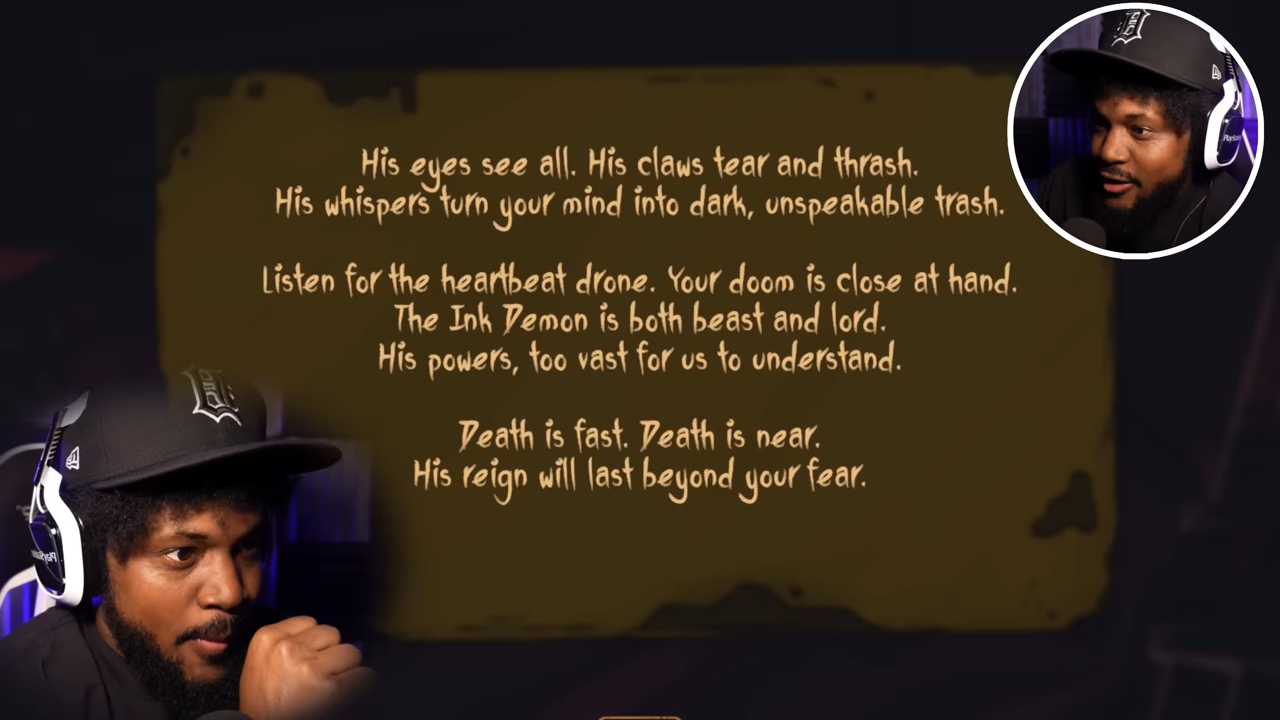 His eyes see all. His claws tear and thrash.
His whispers turn your mind into dark, unspeakable trash.
Listen for the heartbeat drone. Your doom is close at hand.
The Ink Demon is both beast and lord.
His powers, too vast for us to understand.
Death is fast. Death is near.
His reign will last beyond your fear.
PlayStation